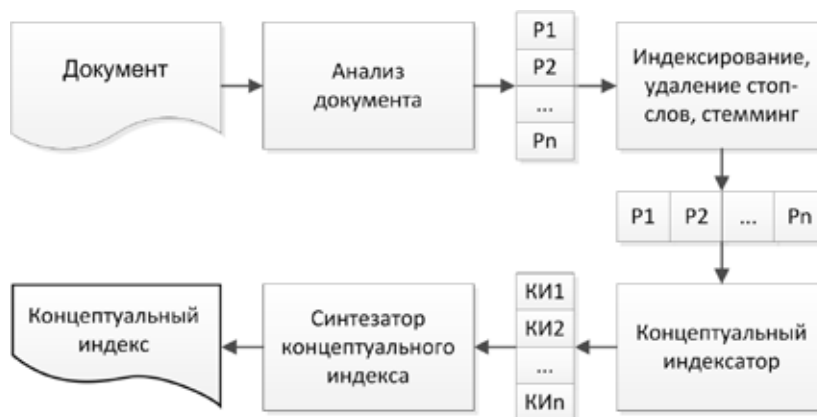 Документ
Анализ
документа
P1
P2
...
Pn
Индексирование,
удаление стоп-
слов, стемминг
P1 P2 ... Pn
Концептуальный
индексатор
КИ1
КИ2
...
КИn
Синтезатор
концептуального
индекса
Концептуальный
индекс